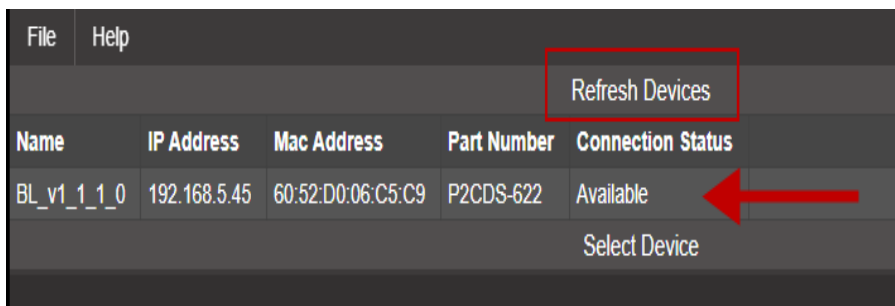 File Help
Refresh Devices
Name IP Address Mac Address Part Number Connection Status
BL_v1_1_1_0 192.168.5.45 60:52:D0:06:C5:C9 P2CDS-622 Available
Select Device